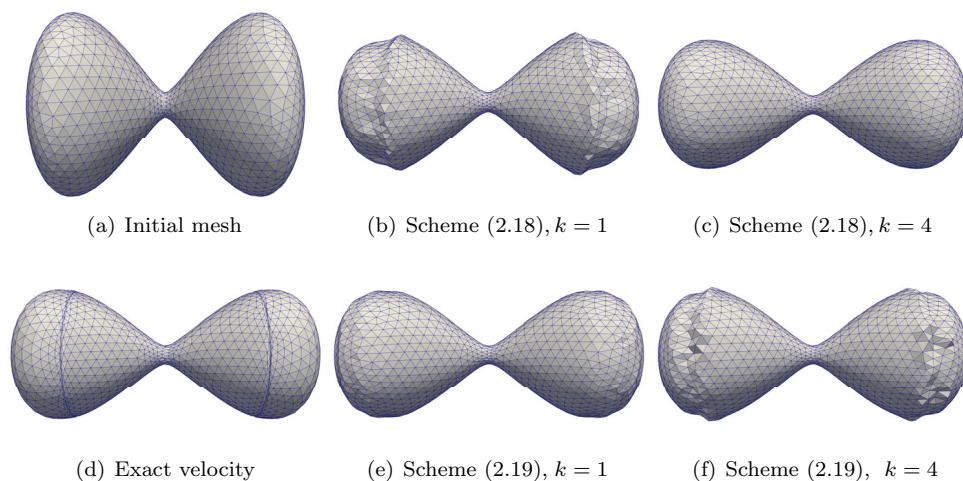 (a) Initial mesh
(b) Scheme (2.18), k = 1
(c) Scheme (2.18), k = 4
(d) Exact velocity
(e) Scheme (2.19), k = 1
(f) Scheme (2.19), k = 4